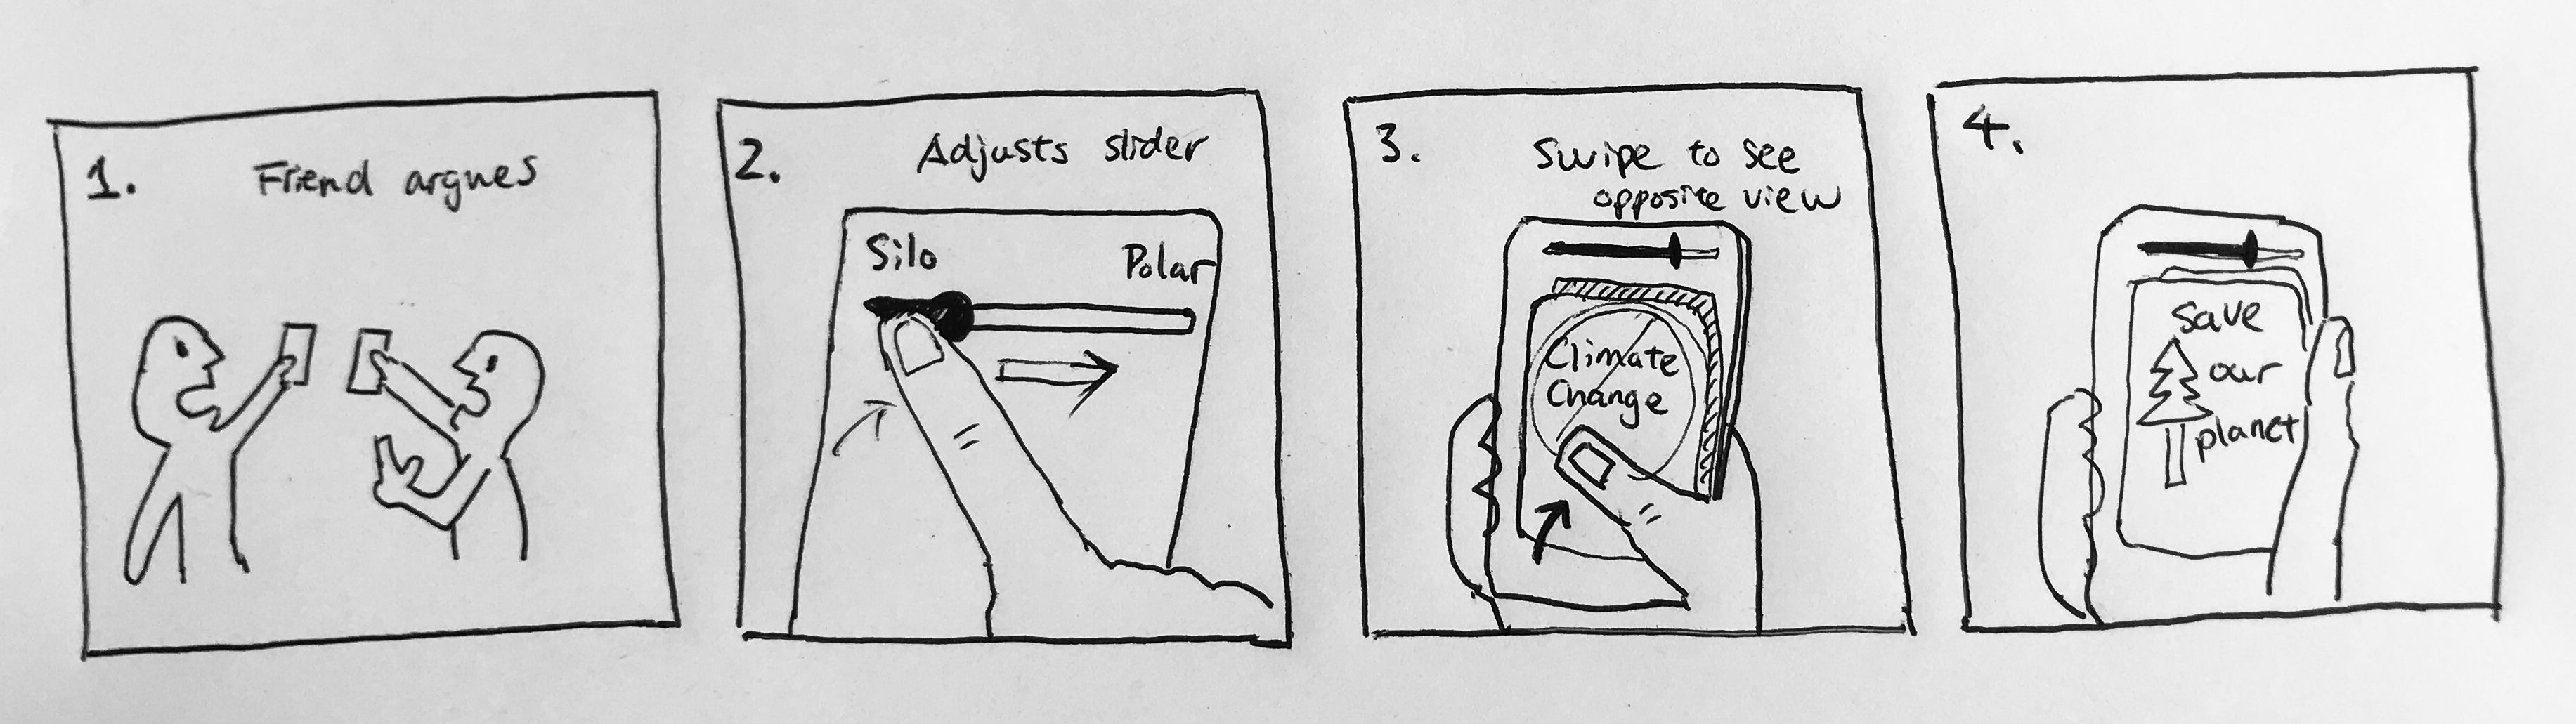 1.
Friend argues
2.
Adjusts slider
Silo
Polar
3.
Swipe to see
opposite view
Climate
Change
4.
Save
our
planet